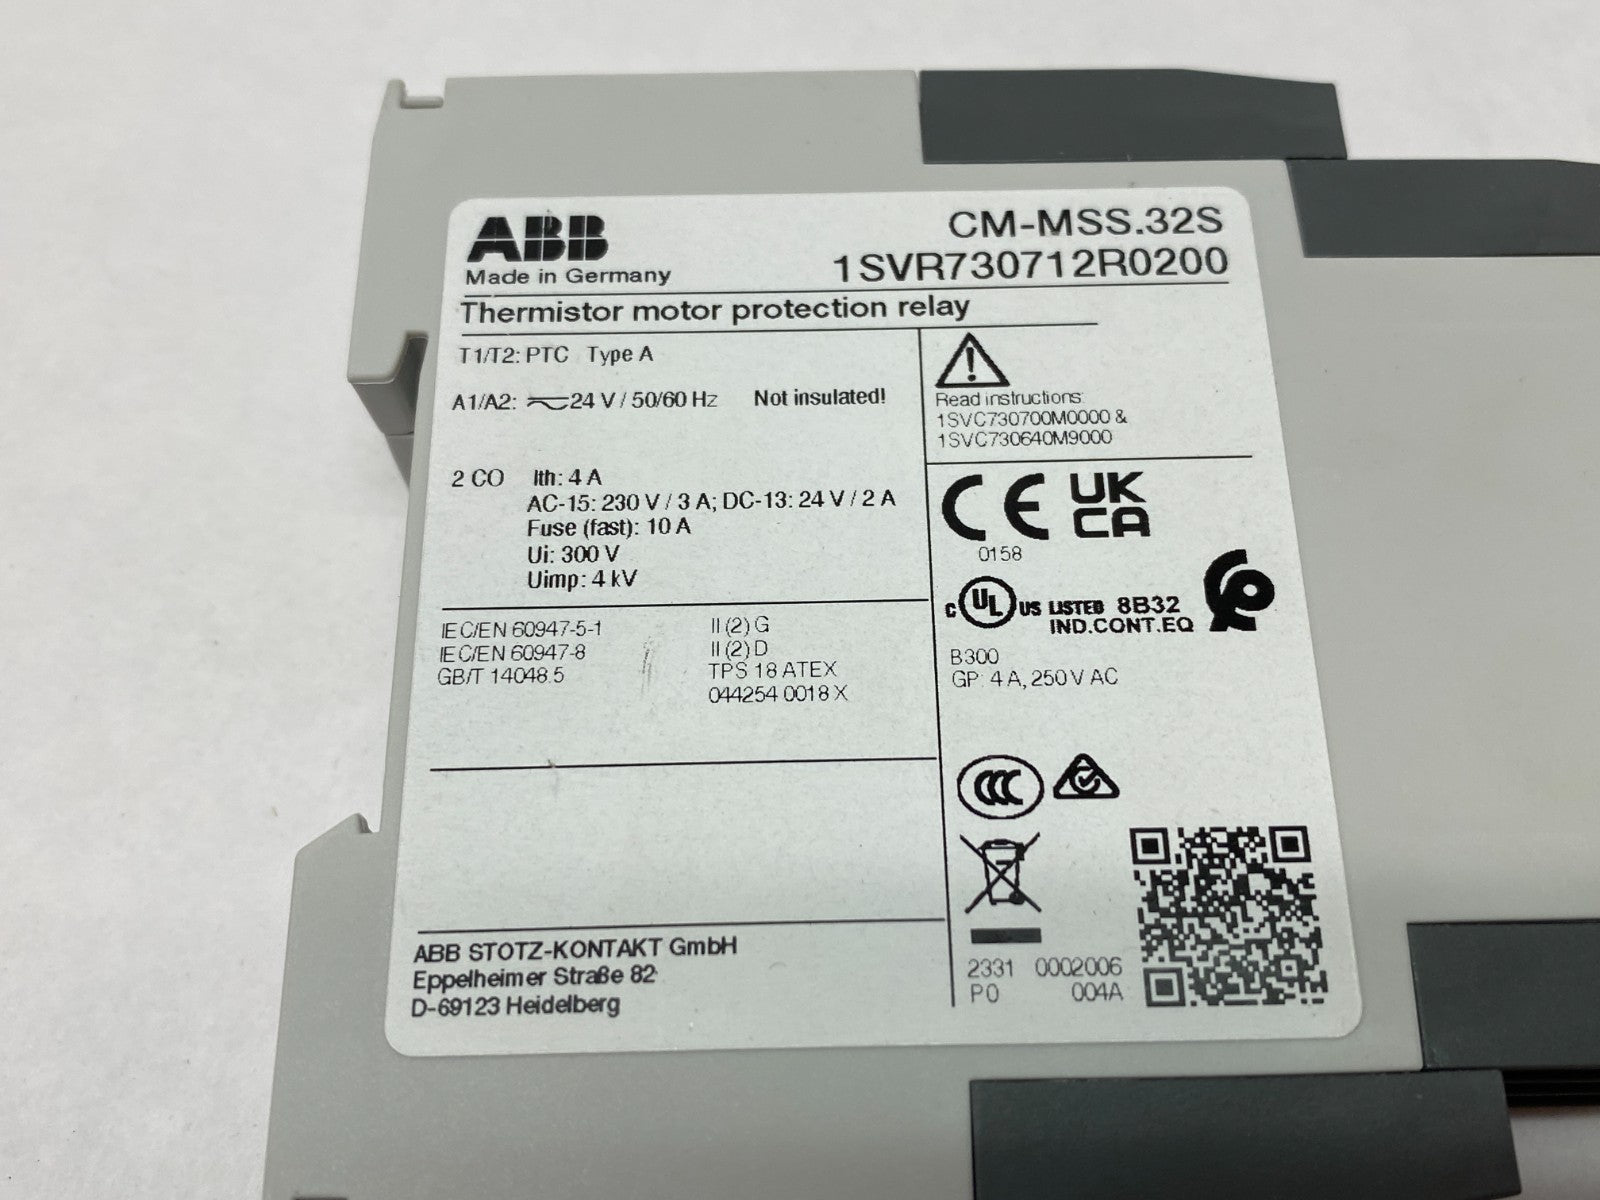 ABB
CM-MSS.32S
Made in Germany
1SVR730712R0200
Thermistor motor protection relay
T1/T2: PTC Type A
A1/A2: 24 V / 50/60 Hz Not insulated!
2 CO Ith: 4 A
AC-15: 230 V / 3 A; DC-13: 24 V / 2 A
Fuse (fast): 10 A
Ui: 300 V
Uimp: 4 kV
IEC/EN 60947-5-1
IEC/EN 60947-8
GB/T 14048.5
II (2) G
II (2) D
TPS 18 ATEX
044254 0018 X
ABB STOTZ-KONTAKT GmbH
Eppelheimer Straße 82
D-69123 Heidelberg
Read instructions:
1SVC730700M0000 &
1SVC730640M9000
CE UK
CA
0158
C UL US LISTED 8B32
IND.CONT.EQ
B300
GP: 4 A, 250 V AC
CCC
2331 0002006
P0 004A